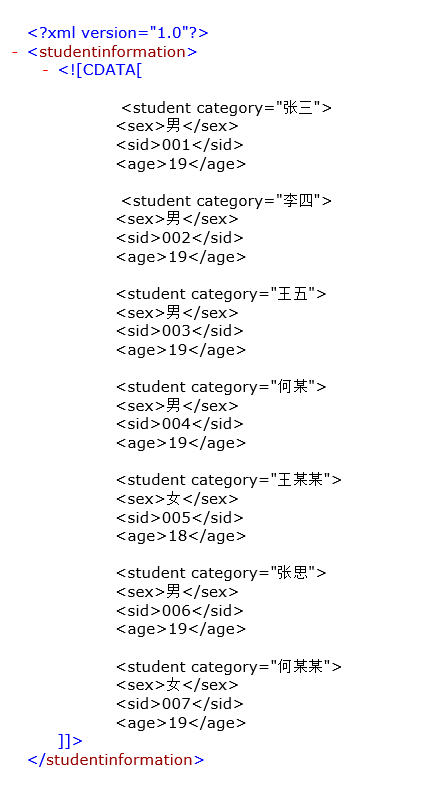 <?xml version="1.0"?>
- <studentinformation>
- <![CDATA[
<student category="张三">
<sex>男</sex>
<sid>001</sid>
<age>19</age>
<student category="李四">
<sex>男</sex>
<sid>002</sid>
<age>19</age>
<student category="王五">
<sex>男</sex>
<sid>003</sid>
<age>19</age>
<student category="何某">
<sex>男</sex>
<sid>004</sid>
<age>19</age>
<student category="王某某">
<sex>女</sex>
<sid>005</sid>
<age>18</age>
<student category="张思">
<sex>男</sex>
<sid>006</sid>
<age>19</age>
<student category="何某某">
<sex>女</sex>
<sid>007</sid>
<age>19</age>
]]>
</studentinformation>